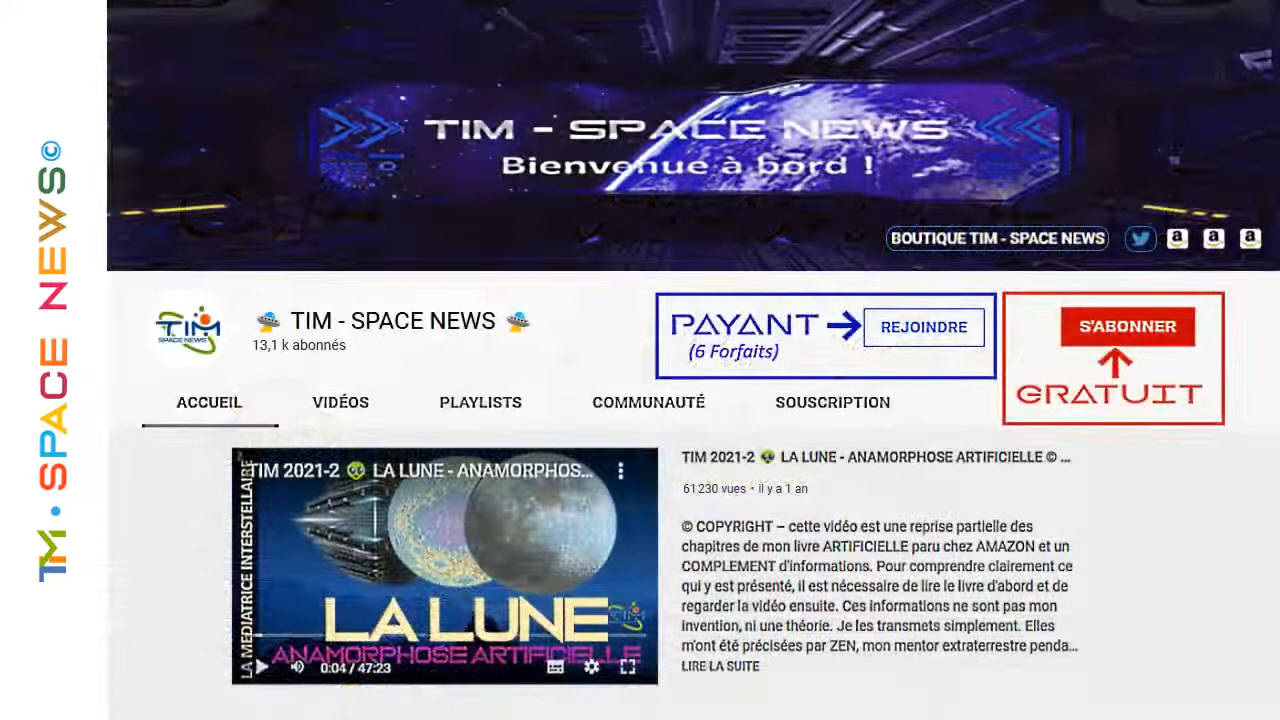 TIM • SPACE NEWS©
TIM - SPACE NEWS
Bienvenue à bord !
BOUTIQUE TIM - SPACE NEWS
a
a
a
TIM
SPACE NEWS
🛸 TIM - SPACE NEWS 🛸
13,1 k abonnés
PAYANT → REJOINDRE
(6 Forfaits)
S'ABONNER
GRATUIT
ACCUEIL VIDÉOS PLAYLISTS COMMUNAUTÉ SOUSCRIPTION
LA MEDIATRICE INTERSTELLAIRE
TIM 2021-2 👽 LA LUNE - ANAMORPHOS...
LA LUNE
TIM
ANAMORPHOSE ARTIFICIELLE
0:04 / 47:23
TIM 2021-2 👽 LA LUNE - ANAMORPHOSE ARTIFICIELLE © ...
61 230 vues • il y a 1 an
© COPYRIGHT – cette vidéo est une reprise partielle des
chapitres de mon livre ARTIFICIELLE paru chez AMAZON et un
COMPLEMENT d'informations. Pour comprendre clairement ce
qui y est présenté, il est nécessaire de lire le livre d'abord et de
regarder la vidéo ensuite. Ces informations ne sont pas mon
invention, ni une théorie. Je les transmets simplement. Elles
m'ont été précisées par ZEN, mon mentor extraterrestre penda...
LIRE LA SUITE